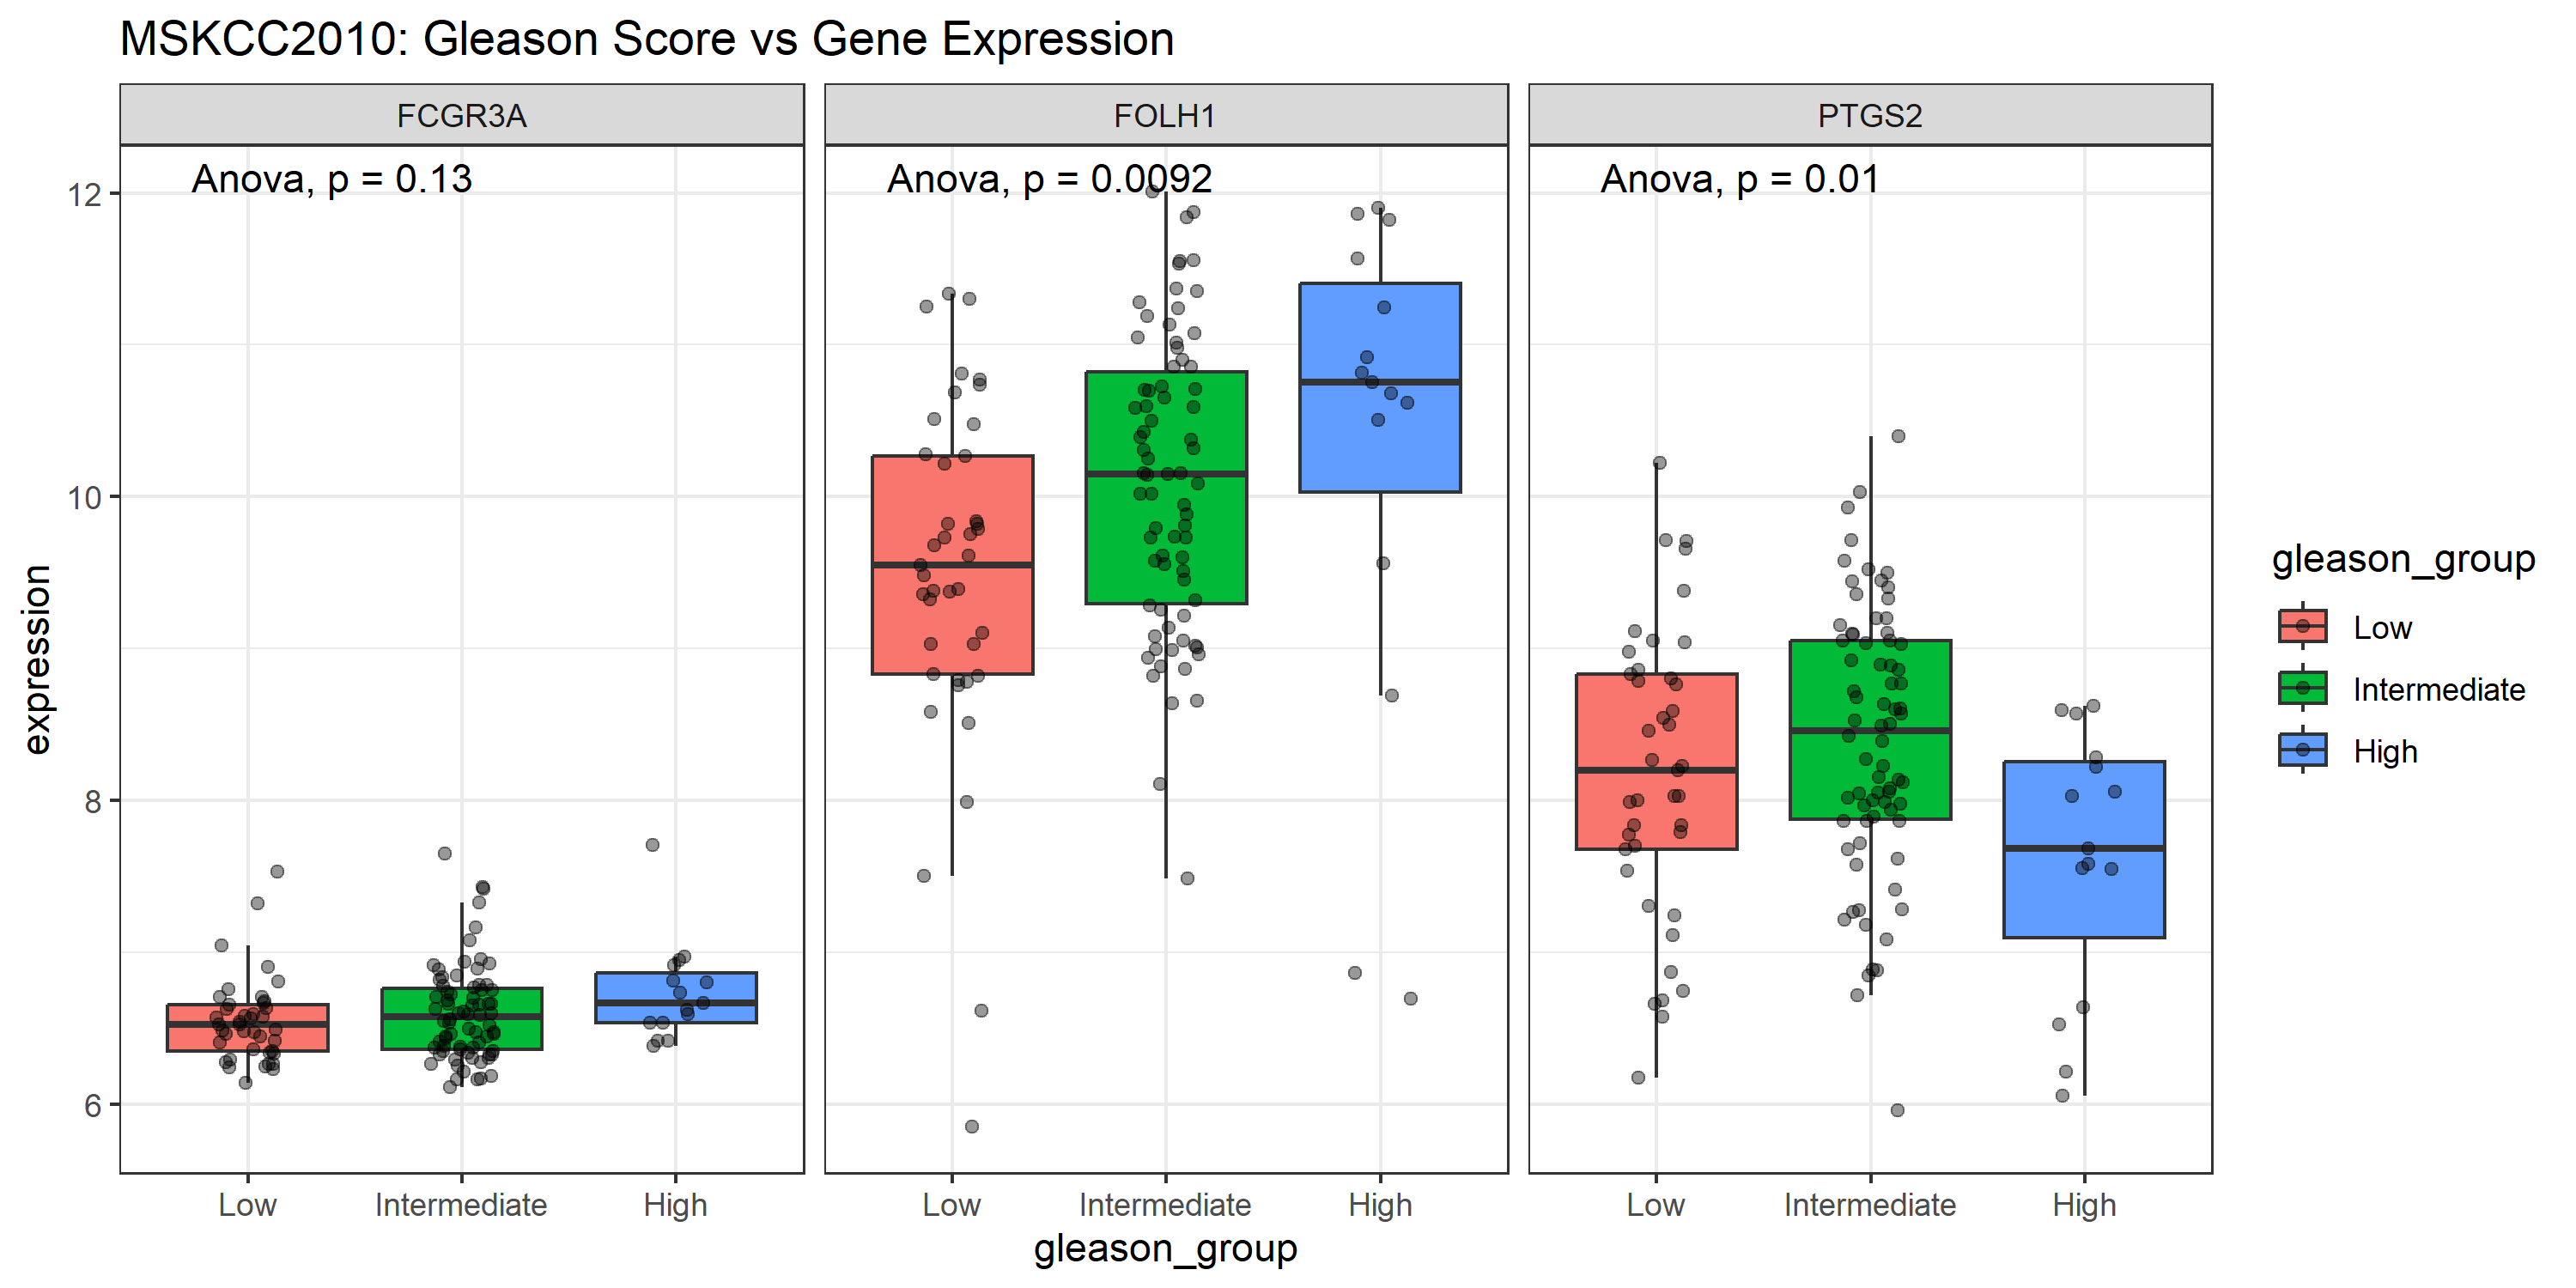 MSKCC2010: Gleason Score vs Gene Expression
FCGR3A
FOLH1
PTGS2
Anova, p = 0.13
Anova, p = 0.0092
Anova, p = 0.01
12
10
8
6
expression
Low
Intermediate
High
Low
Intermediate
High
Low
Intermediate
High
gleason_group
gleason_group
Low
Intermediate
High